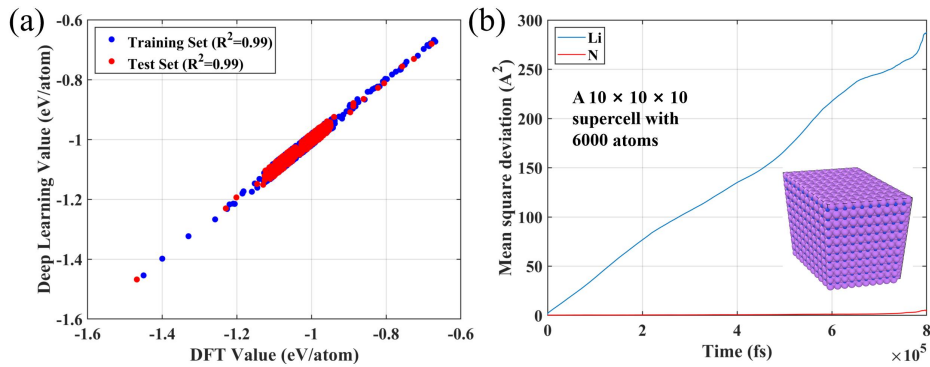 (a)
-0.6
-0.8
-1
-1.2
-1.4
-1.6
Deep Learning Value (eV/atom)
Training Set (R²=0.99)
Test Set (R²=0.99)
-1.6
-1.4
-1.2
-1
-0.8
-0.6
DFT Value (eV/atom)
(b)
300
250
200
150
100
50
0
Mean square deviation (A²)
Li
N
A 10 × 10 × 10
supercell with
6000 atoms
0
2
4
6
8
×10⁵
Time (fs)